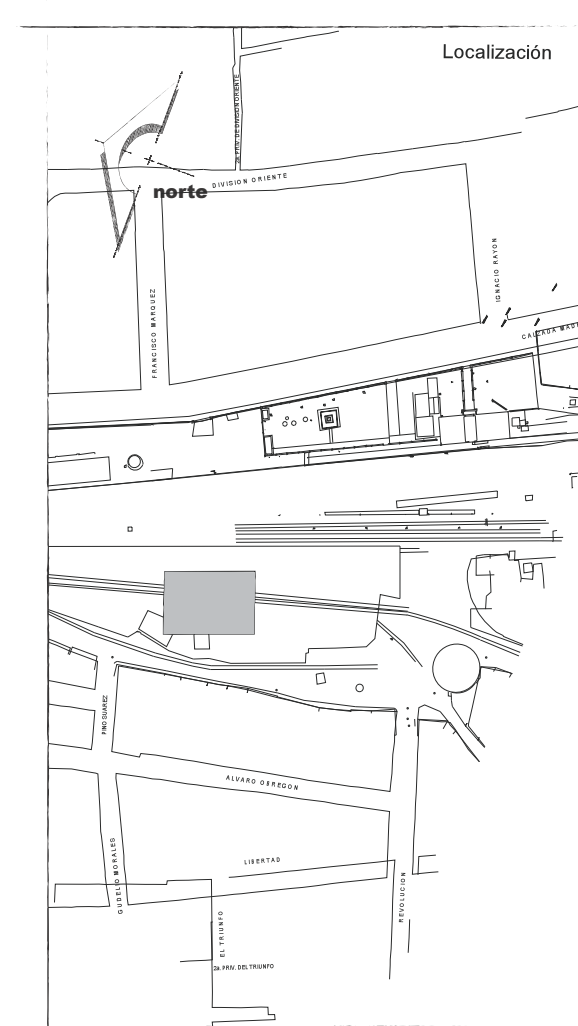 Localización
2a. PRIV. DE DIVISION ORIENTE
norte
DIVISION ORIENTE
IGNACIO RAYON
FRANCISCO MARQUEZ
CALZADA
PINO SUAREZ
ALVARO OBREGON
GUDELIO MORALES
LIBERTAD
REVOLUCION
EL TRIUNFO
2a. PRIV. DEL TRIUNFO